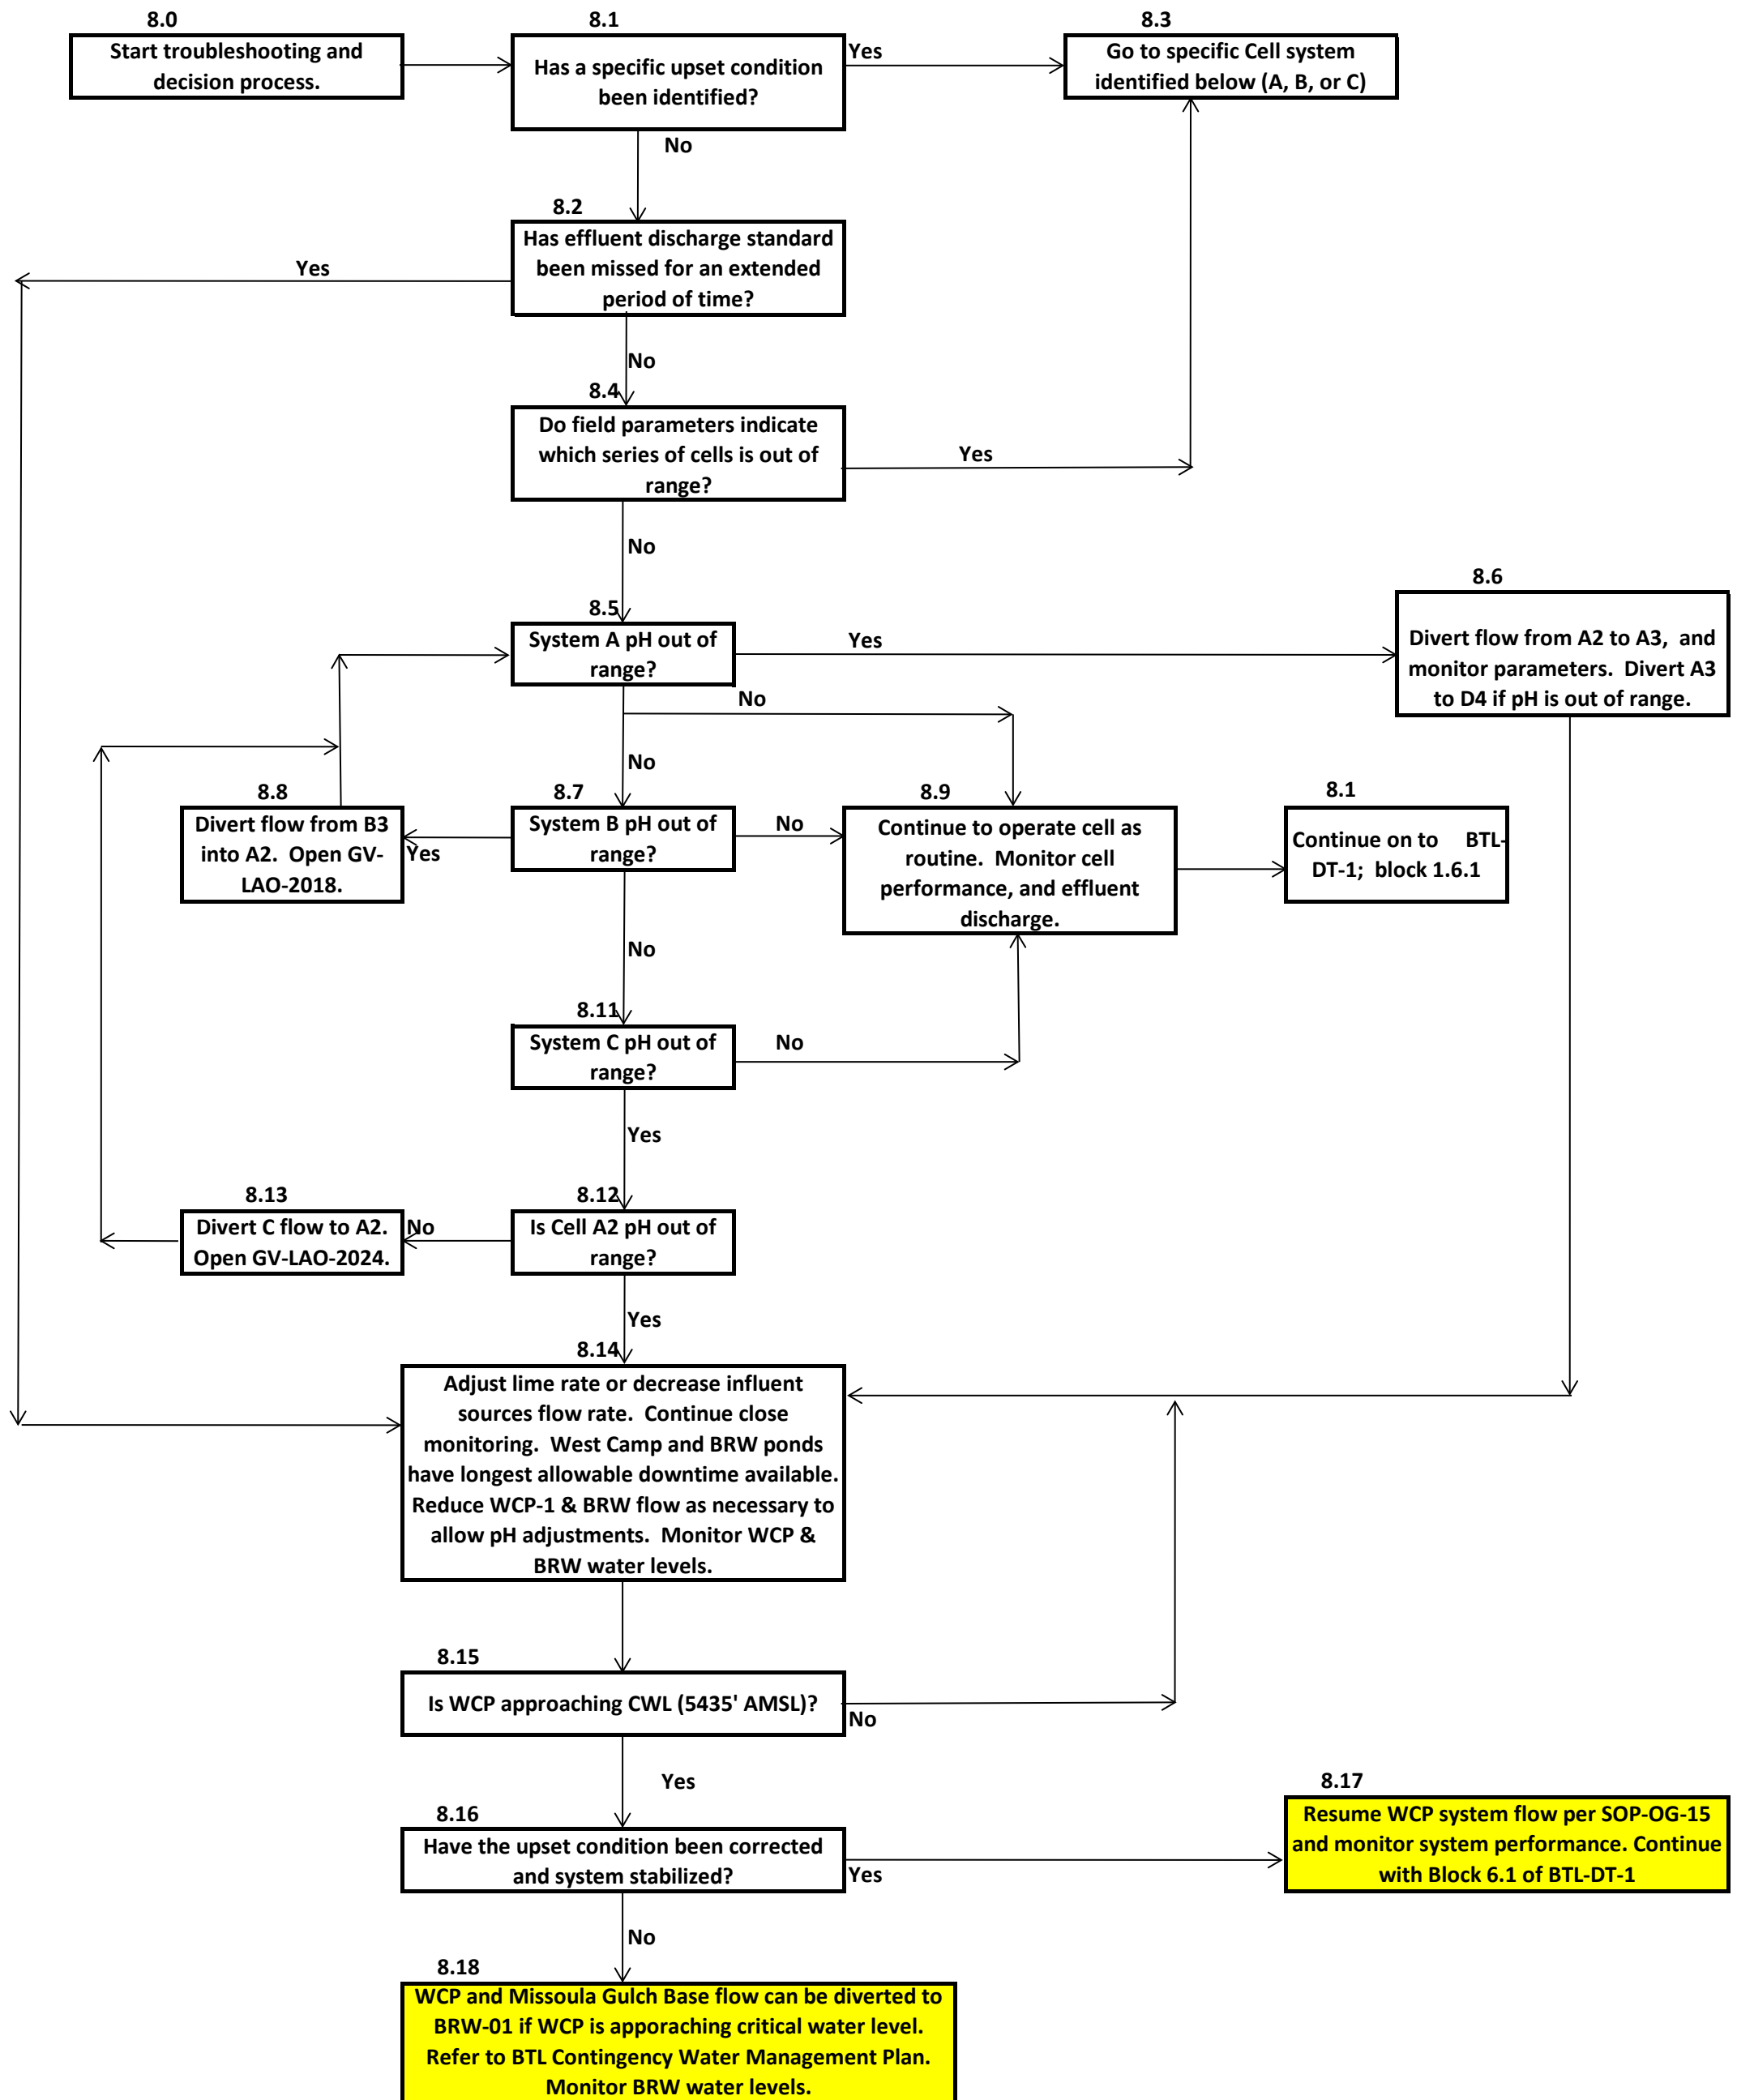 8.0
Start troubleshooting and
decision process.
8.1
Has a specific upset condition
been identified?
Yes
8.3
Go to specific Cell system
identified below (A, B, or C)
No
8.2
Has effluent discharge standard
been missed for an extended
period of time?
Yes
No
8.4
Do field parameters indicate
which series of cells is out of
range?
Yes
No
8.5
System A pH out of
range?
Yes
8.6
Divert flow from A2 to A3, and
monitor parameters. Divert A3
to D4 if pH is out of range.
No
No
8.8
Divert flow from B3
into A2. Open GV-
LAO-2018.
Yes
8.7
System B pH out of
range?
No
8.9
Continue to operate cell as
routine. Monitor cell
performance, and effluent
discharge.
8.1
Continue on to BTL-
DT-1; block 1.6.1
No
8.11
System C pH out of
range?
No
Yes
8.13
Divert C flow to A2.
Open GV-LAO-2024.
No
8.12
Is Cell A2 pH out of
range?
Yes
8.14
Adjust lime rate or decrease influent
sources flow rate. Continue close
monitoring. West Camp and BRW ponds
have longest allowable downtime available.
Reduce WCP-1 & BRW flow as necessary to
allow pH adjustments. Monitor WCP &
BRW water levels.
8.15
Is WCP approaching CWL (5435' AMSL)?
No
Yes
8.16
Have the upset condition been corrected
and system stabilized?
Yes
8.17
Resume WCP system flow per SOP-OG-15
and monitor system performance. Continue
with Block 6.1 of BTL-DT-1
No
8.18
WCP and Missoula Gulch Base flow can be diverted to
BRW-01 if WCP is apporaching critical water level.
Refer to BTL Contingency Water Management Plan.
Monitor BRW water levels.